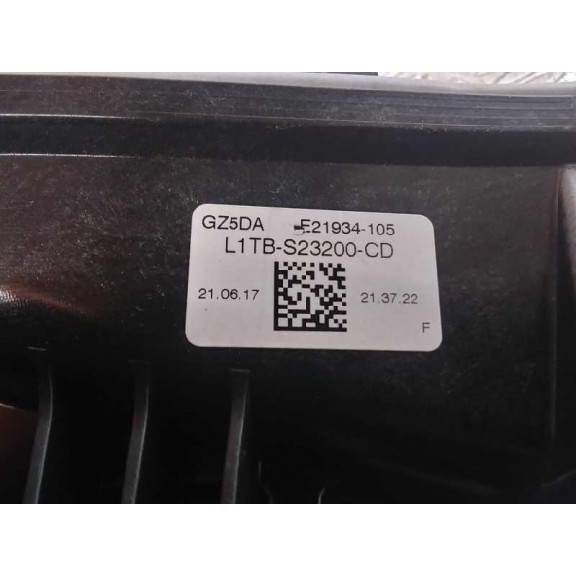 GZ5DA -E21934-105
L1TB-S23200-CD
21.06.17 21.37.22
F